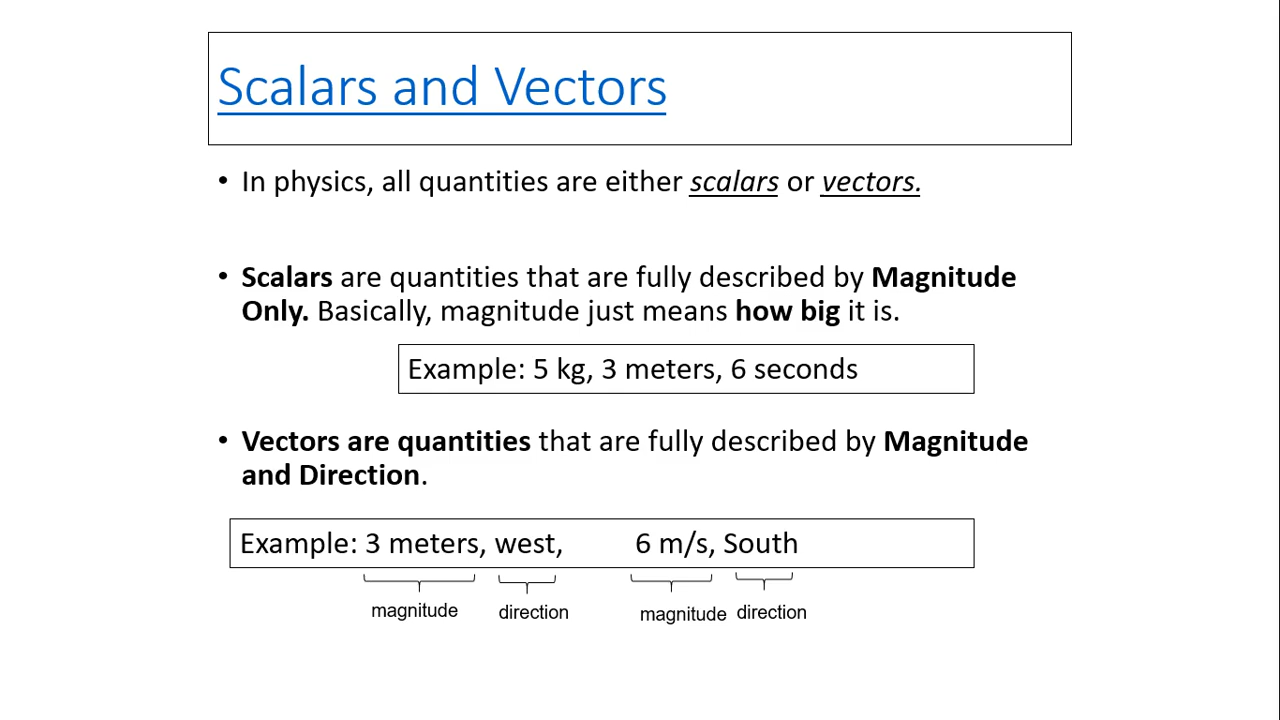 Scalars and Vectors
• In physics, all quantities are either scalars or vectors.
• Scalars are quantities that are fully described by Magnitude
Only. Basically, magnitude just means how big it is.
Example: 5 kg, 3 meters, 6 seconds
• Vectors are quantities that are fully described by Magnitude
and Direction.
Example: 3 meters, west, 6 m/s, South
magnitude direction magnitude direction